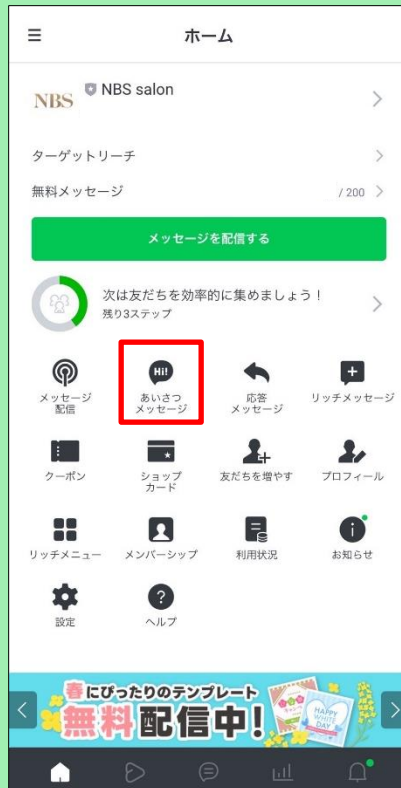 ホーム
NBS
NBS salon
ターゲットリーチ
無料メッセージ
/ 200
メッセージを配信する
次は友だちを効率的に集めましょう！
残り3ステップ
Hi!
メッセージ
配信
あいさつ
メッセージ
応答
メッセージ
リッチメッセージ
クーポン
ショップ
カード
友だちを増やす
プロフィール
リッチメニュー
メンバーシップ
利用状況
お知らせ
設定
ヘルプ
春にぴったりのテンプレート
無料配信中!
HAPPY
WHITE
DAY